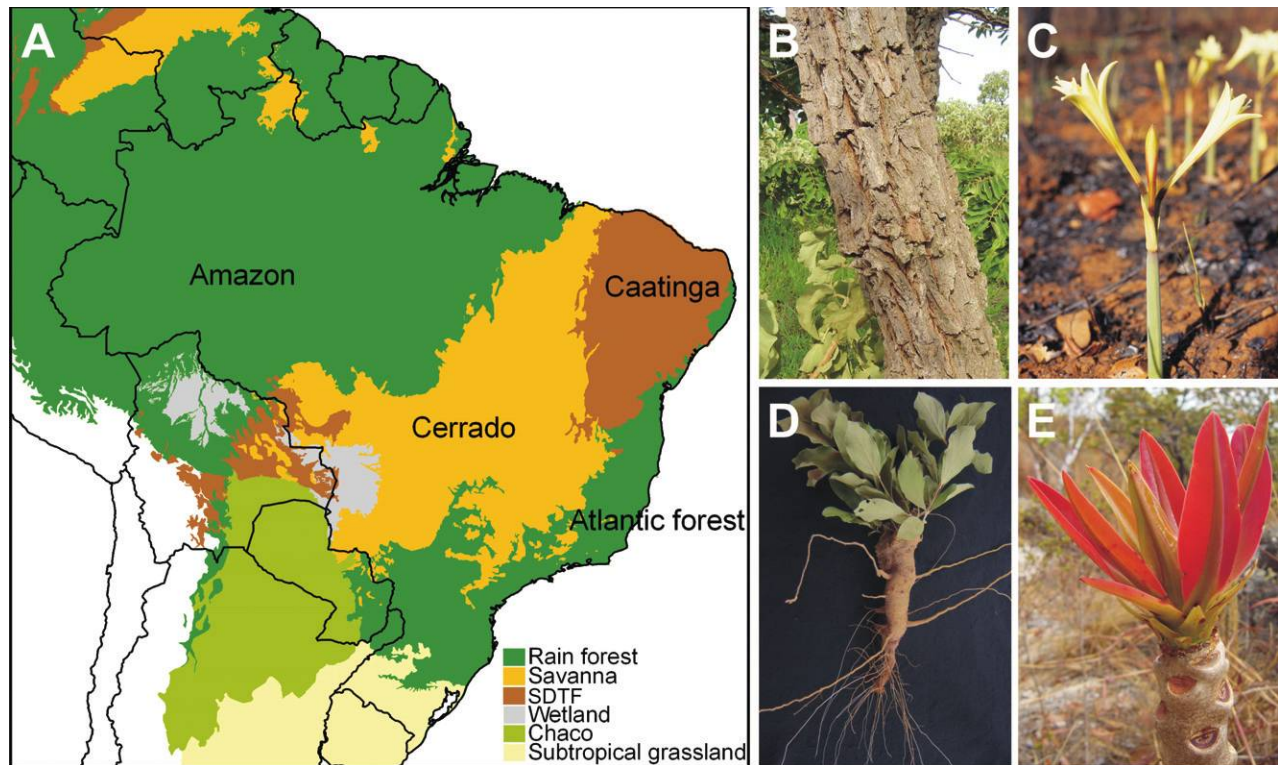 A
Amazon
Caatinga
Cerrado
Atlantic forest
Rain forest
Savanna
SDTF
Wetland
Chaco
Subtropical grassland
B
C
D
E